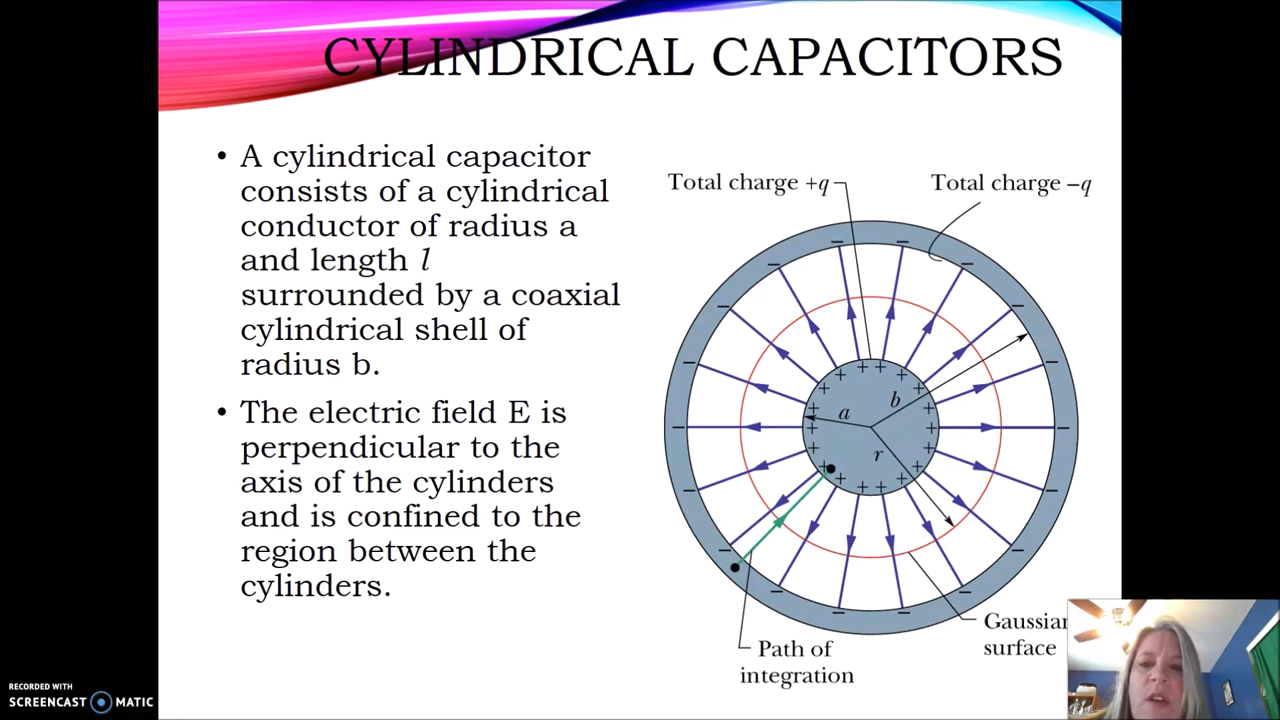 CYLINDRICAL CAPACITORS
• A cylindrical capacitor
consists of a cylindrical
conductor of radius a
and length l
surrounded by a coaxial
cylindrical shell of
radius b.
• The electric field E is
perpendicular to the
axis of the cylinders
and is confined to the
region between the
cylinders.
Total charge +q
Total charge –q
a
b
r
Path of
integration
Gaussian
surface
RECORDED WITH
SCREENCAST MATIC